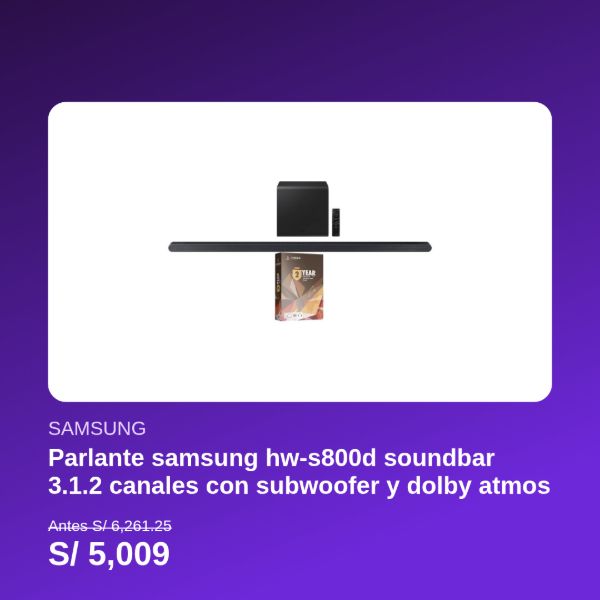 YEAR
SAMSUNG
Parlante samsung hw-s800d soundbar
3.1.2 canales con subwoofer y dolby atmos
Antes S/ 6,261.25
S/ 5,009